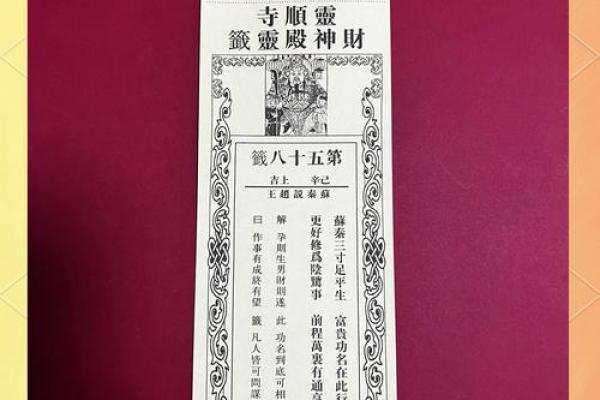 靈順寺
財神殿靈籤
第五十八籤
己辛 上吉
蘇秦説趙王
蘇秦三寸足平生 富貴功名在此行
更好修爲陰騭事 前程萬裏有通亨
解 孕則生男財則遂 此 功名到底可相
曰 作事有成終有望 籤 凡人皆可問謀